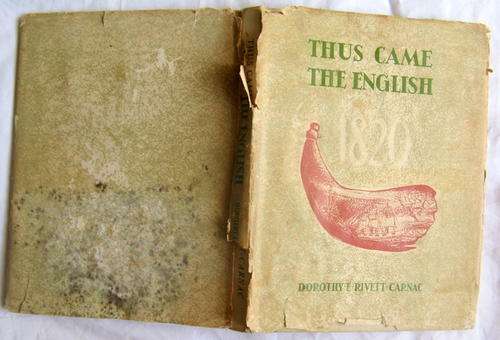 THUS CAME
THE ENGLISH
1820
DOROTHY E RIVETT-CARNAC